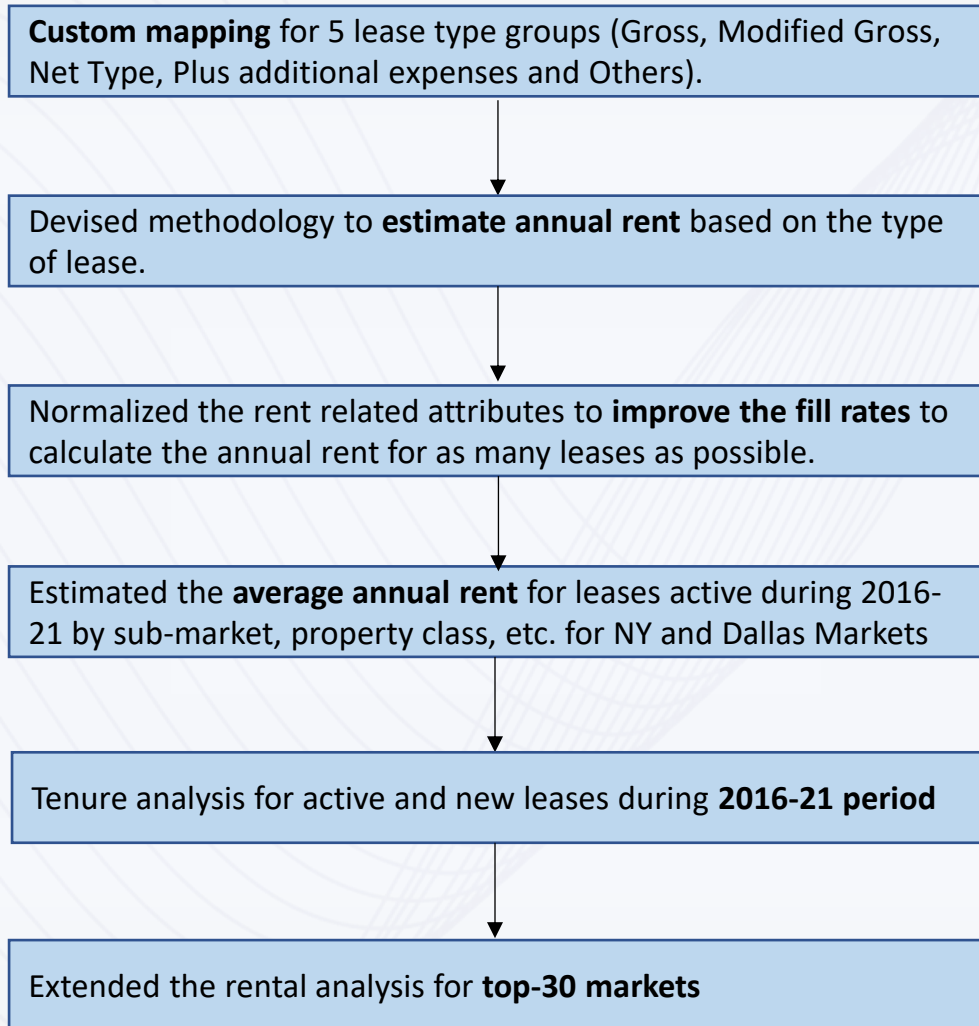 Custom mapping for 5 lease type groups (Gross, Modified Gross,
Net Type, Plus additional expenses and Others).
Devised methodology to estimate annual rent based on the type
of lease.
Normalized the rent related attributes to improve the fill rates to
calculate the annual rent for as many leases as possible.
Estimated the average annual rent for leases active during 2016-
21 by sub-market, property class, etc. for NY and Dallas Markets
Tenure analysis for active and new leases during 2016-21 period
Extended the rental analysis for top-30 markets